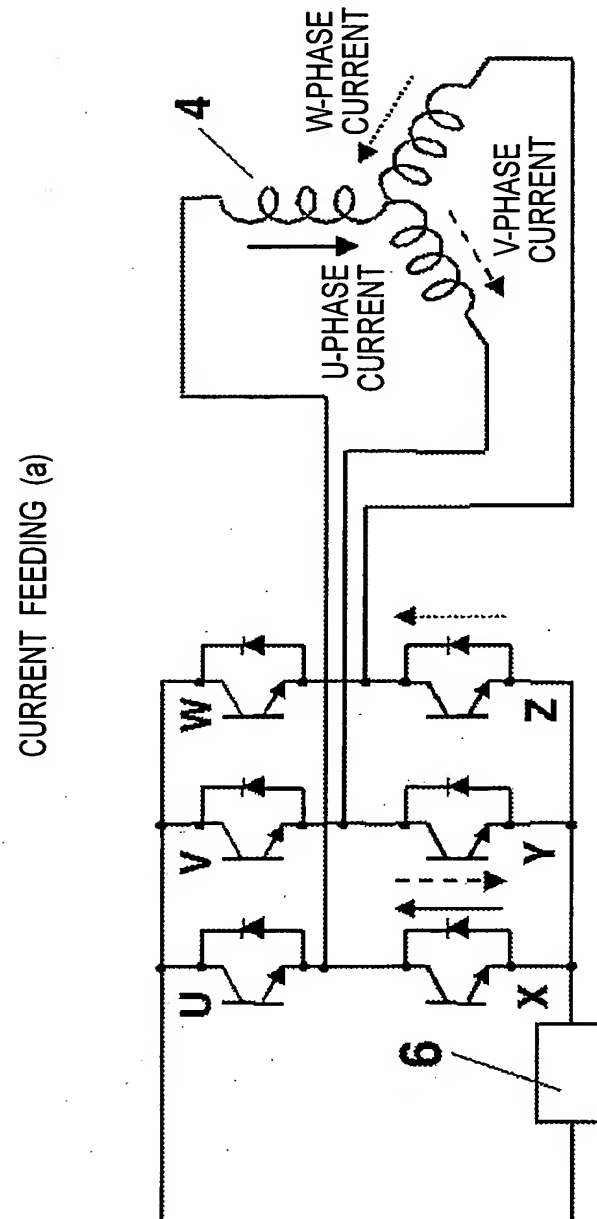 CURRENT FEEDING (a)
4
W-PHASE
CURRENT
U-PHASE
CURRENT
V-PHASE
CURRENT
U
V
W
X
Y
Z
6